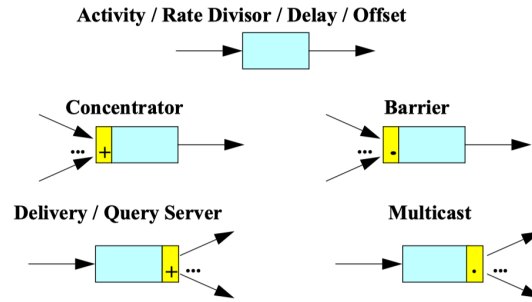 Activity / Rate Divisor / Delay / Offset
Concentrator
Barrier
... +
... .
Delivery / Query Server
Multicast
+ ...
. ...